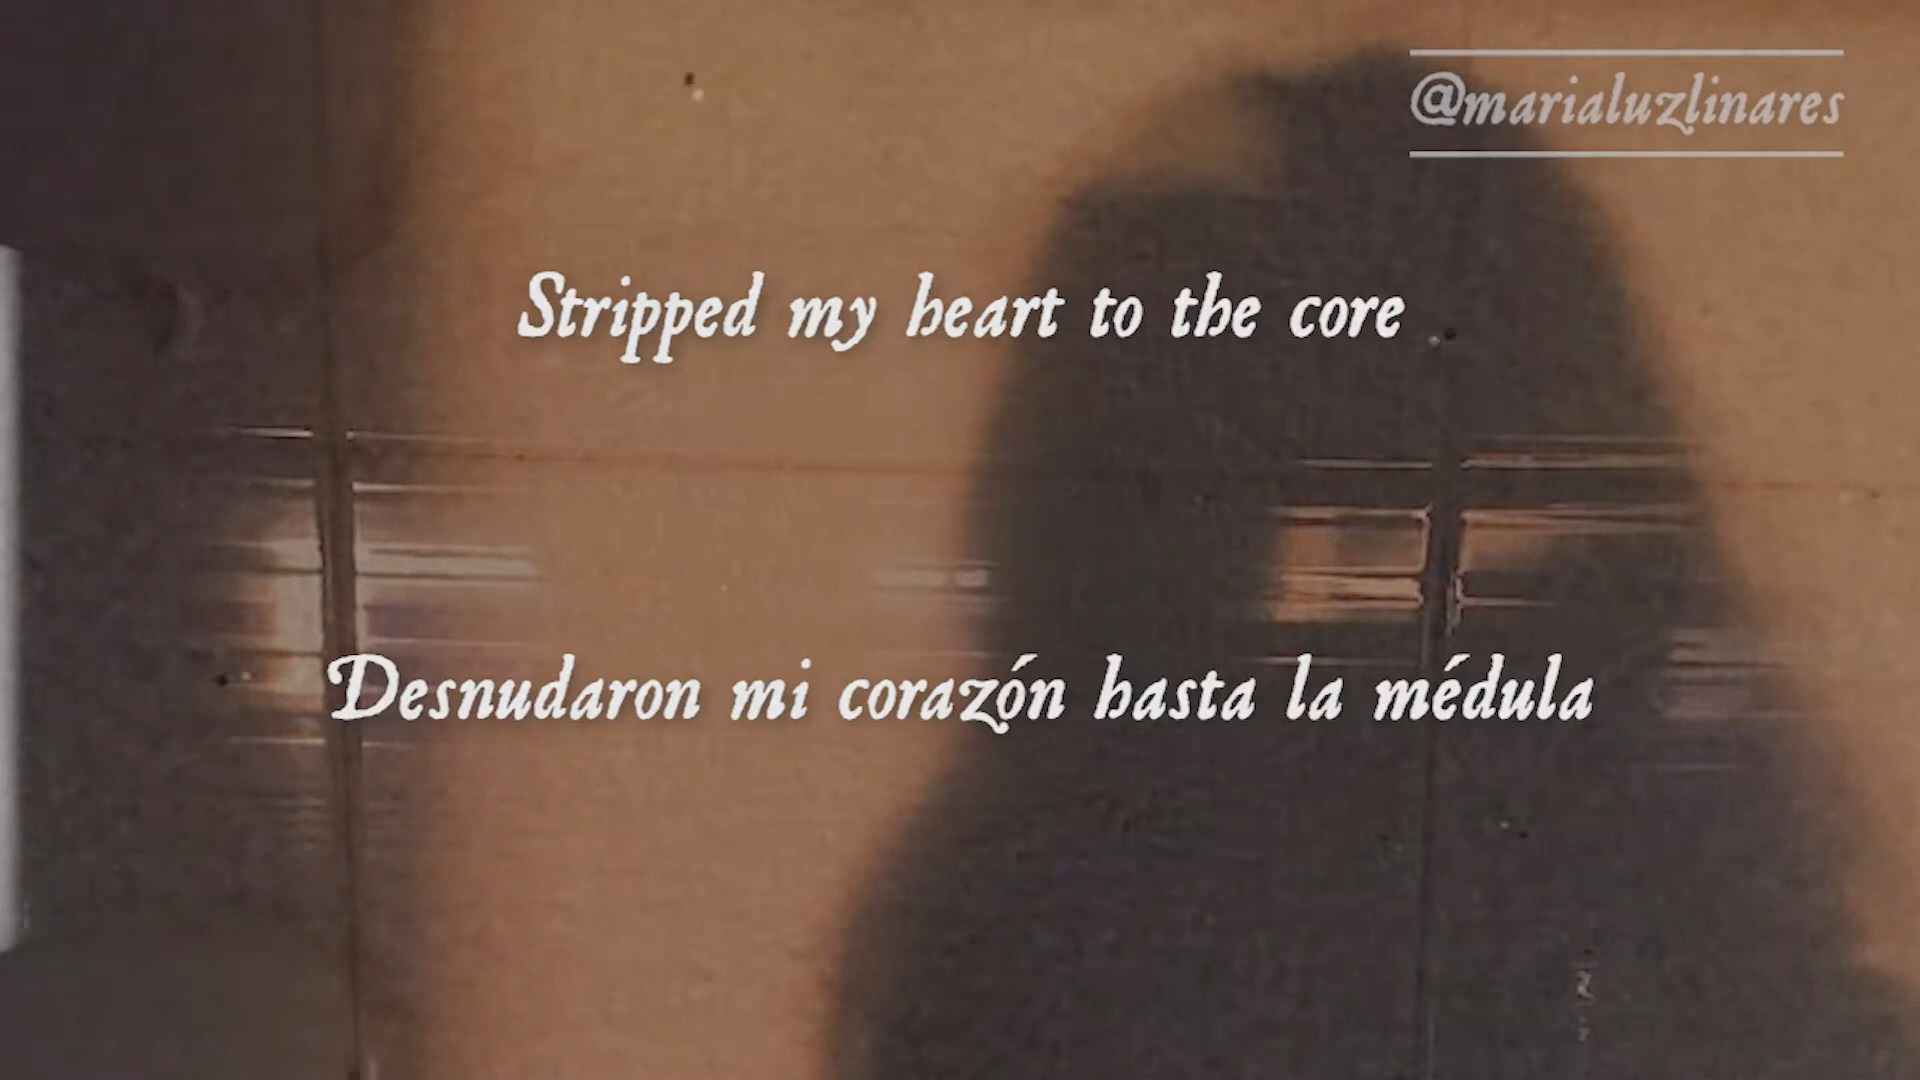 @marialuzlinares
Stripped my heart to the core
Desnudaron mi corazón hasta la médula